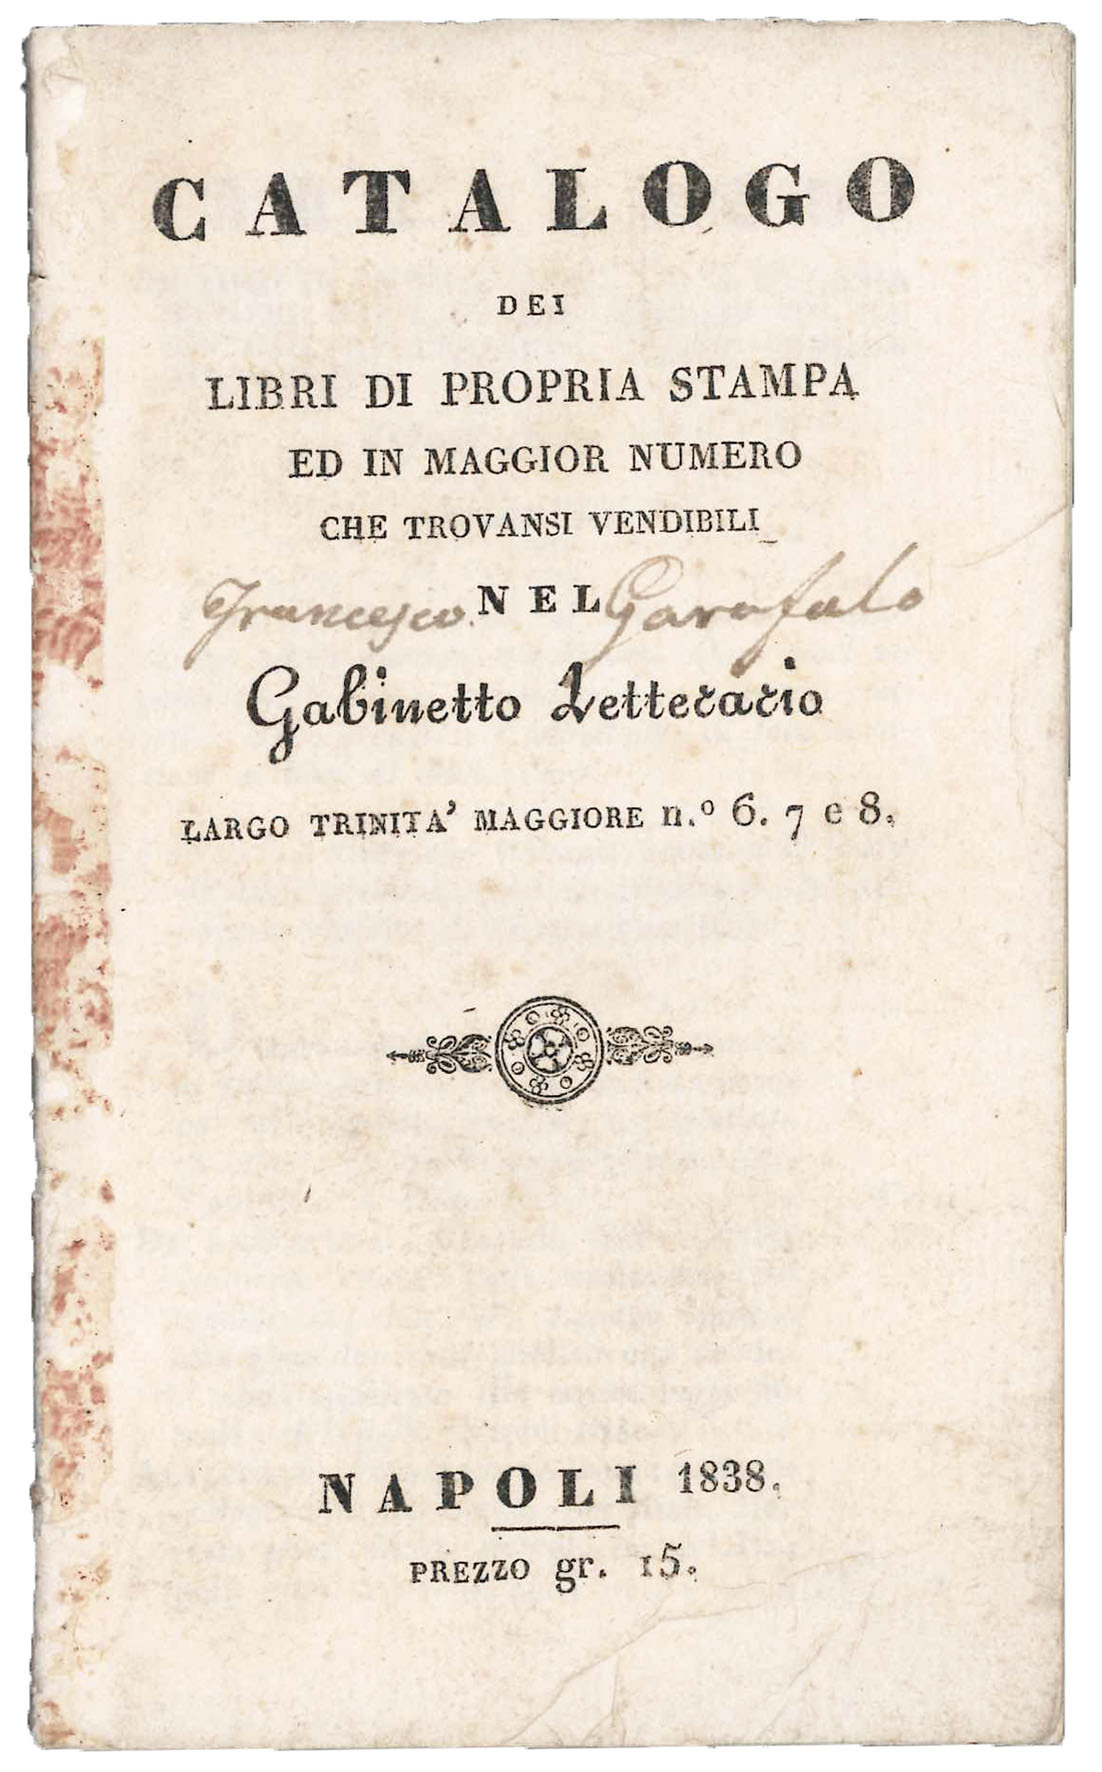 CATALOGO
DEI
LIBRI DI PROPRIA STAMPA
ED IN MAGGIOR NUMERO
CHE TROVANSI VENDIBILI
Francesco NEL Garofalo
Gabinetto Letterario
LARGO TRINITA' MAGGIORE n.º 6. 7 e 8.
NAPOLI 1838.
PREZZO gr. 15.